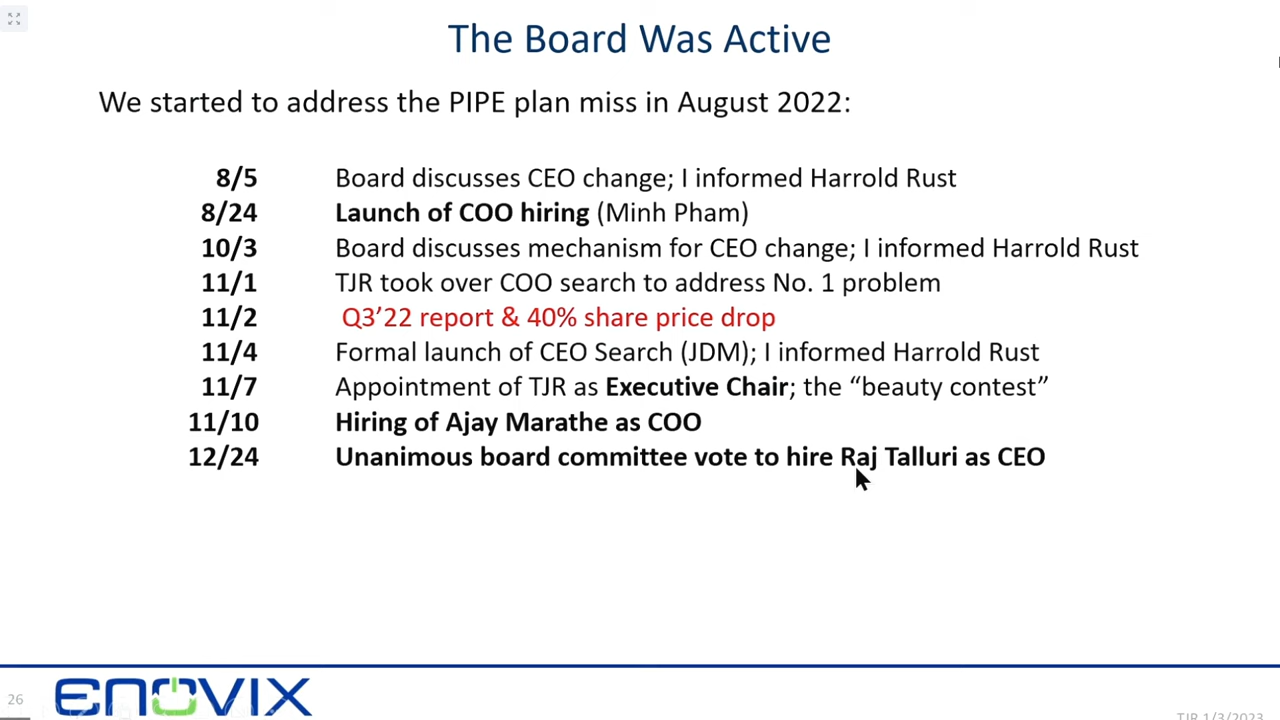 The Board Was Active
We started to address the PIPE plan miss in August 2022:
8/5 Board discusses CEO change; I informed Harrold Rust
8/24 Launch of COO hiring (Minh Pham)
10/3 Board discusses mechanism for CEO change; I informed Harrold Rust
11/1 TJR took over COO search to address No. 1 problem
11/2 Q3’22 report & 40% share price drop
11/4 Formal launch of CEO Search (JDM); I informed Harrold Rust
11/7 Appointment of TJR as Executive Chair; the “beauty contest”
11/10 Hiring of Ajay Marathe as COO
12/24 Unanimous board committee vote to hire Raj Talluri as CEO
26 ENOVIX
TJR 1/3/2023